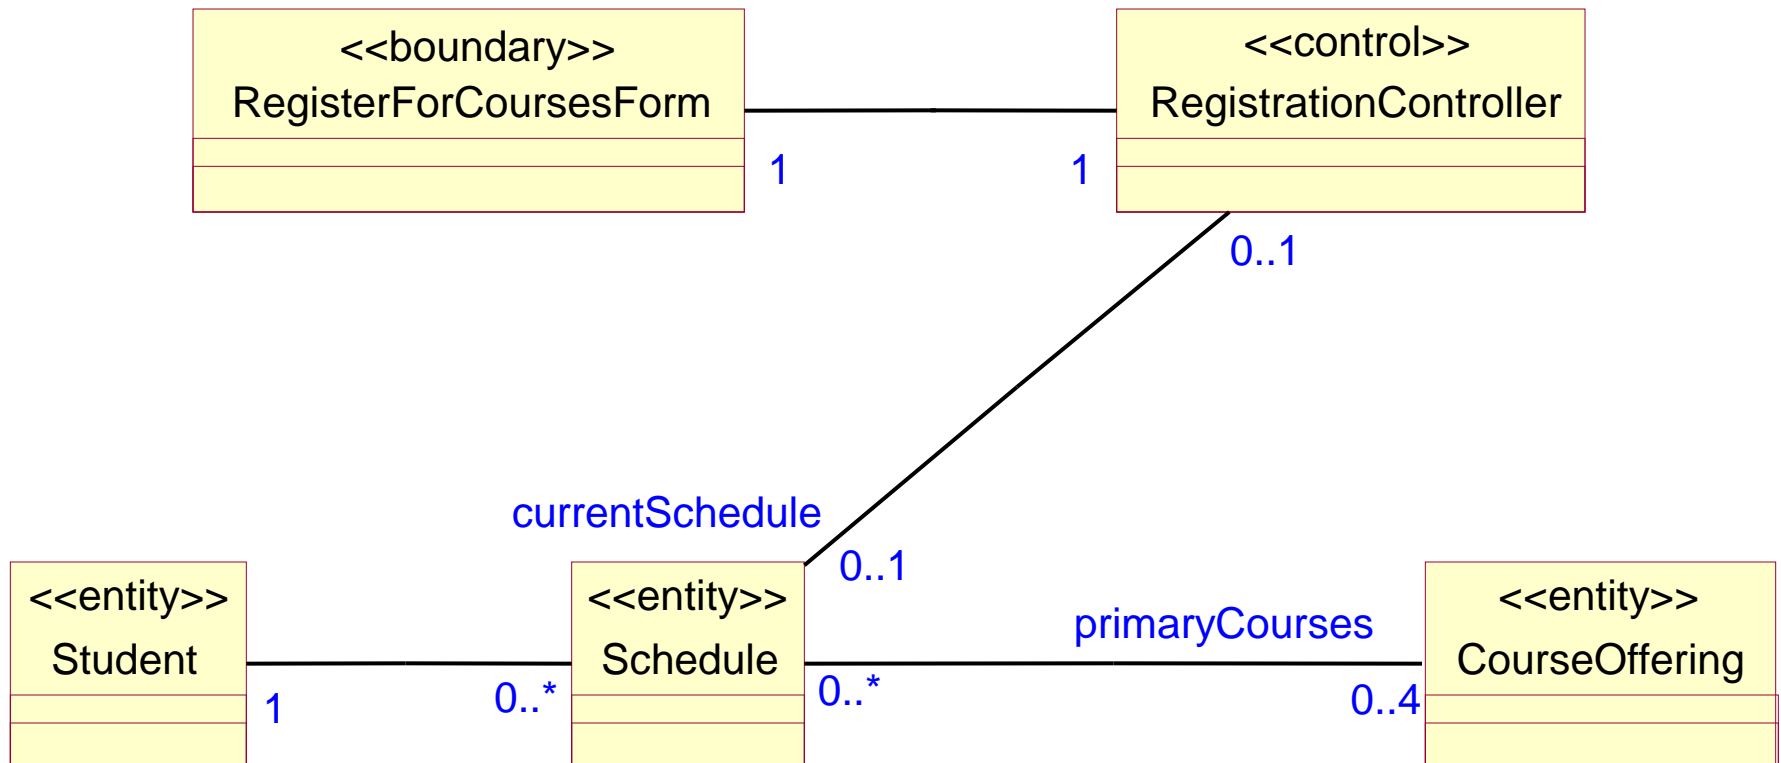 <<boundary>>
RegisterForCoursesForm
<<control>>
RegistrationController
1
1
0..1
currentSchedule
0..1
<<entity>>
Student
<<entity>>
Schedule
primaryCourses
<<entity>>
CourseOffering
1
0..*
0..*
0..4